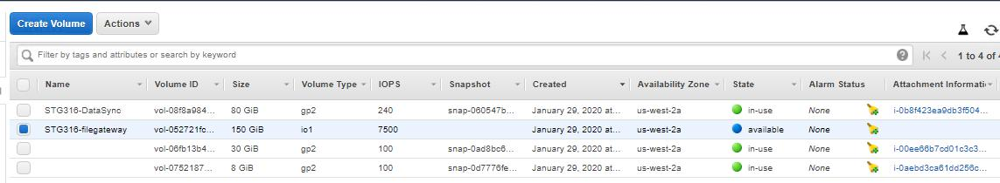 Create Volume Actions
Filter by tags and attributes or search by keyword 1 to 4 of
Name Volume ID Size Volume Type IOPS Snapshot Created Availability Zone State Alarm Status Attachment Informati
STG316-DataSync vol-08f8a984... 80 GiB gp2 240 snap-060547b... January 29, 2020 at... us-west-2a in-use None i-0b8f423ea9db3f504...
STG316-filegateway vol-052721fc... 150 GiB io1 7500 January 29, 2020 at... us-west-2a available None
vol-06fb13b4... 30 GiB gp2 100 snap-0ad8bc6... January 29, 2020 at... us-west-2a in-use None i-00ee66b7cd01c3c3...
vol-0752187... 8 GiB gp2 100 snap-0d7776fe... January 29, 2020 at... us-west-2a in-use None i-0aebd3ca61dd256c...